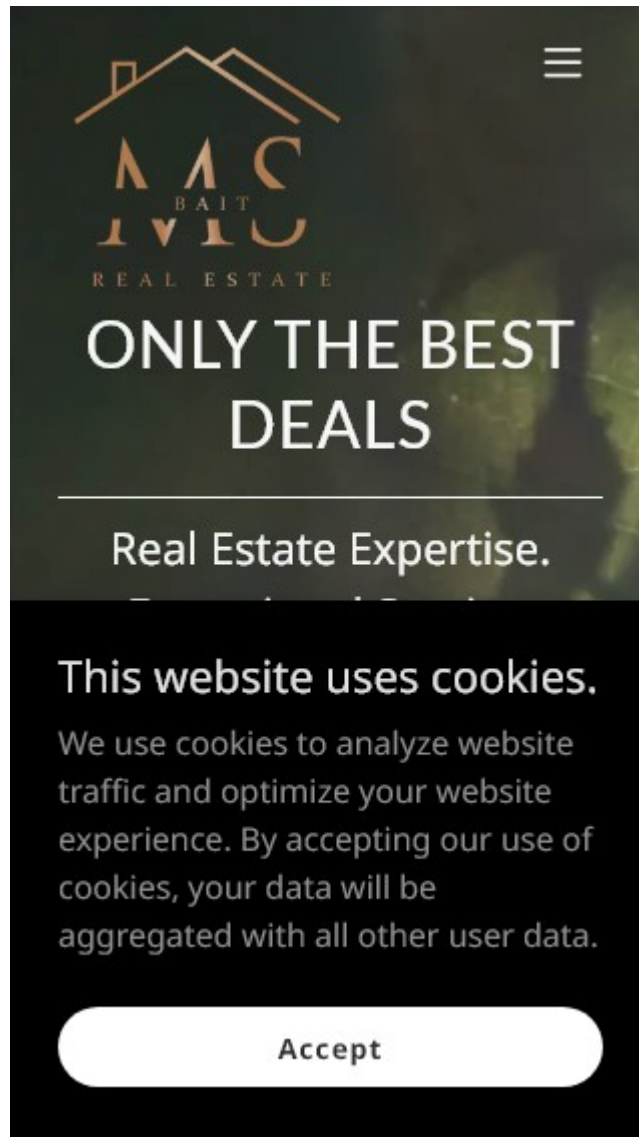 MS
BAIT
REAL ESTATE
ONLY THE BEST
DEALS
Real Estate Expertise.
This website uses cookies.
We use cookies to analyze website
traffic and optimize your website
experience. By accepting our use of
cookies, your data will be
aggregated with all other user data.
Accept